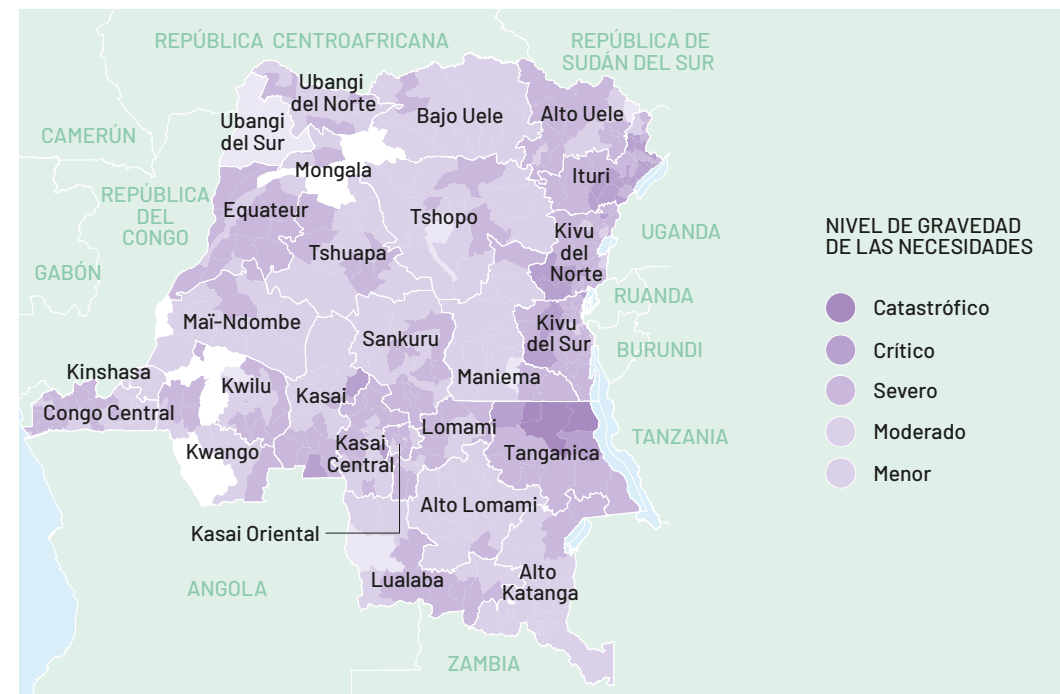 REPÚBLICA CENTROAFRICANA
REPÚBLICA DE
SUDÁN DEL SUR
Ubangi
del Norte
Bajo Uele
Alto Uele
Ubangi
del Sur
CAMERÚN
Mongala
Ituri
REPÚBLICA
DEL
CONGO
Equateur
Tshopo
Kivu
del
Norte
UGANDA
NIVEL DE GRAVEDAD
DE LAS NECESIDADES
Tshuapa
GABÓN
RUANDA
Catastrófico
Maï-Ndombe
Sankuru
Kivu
del Sur
BURUNDI
Crítico
Kinshasa
Kwilu
Kasai
Maniema
Severo
Congo Central
Lomami
TANZANIA
Moderado
Kwango
Kasai
Central
Tanganica
Menor
Alto Lomami
Kasai Oriental
ANGOLA
Lualaba
Alto
Katanga
ZAMBIA